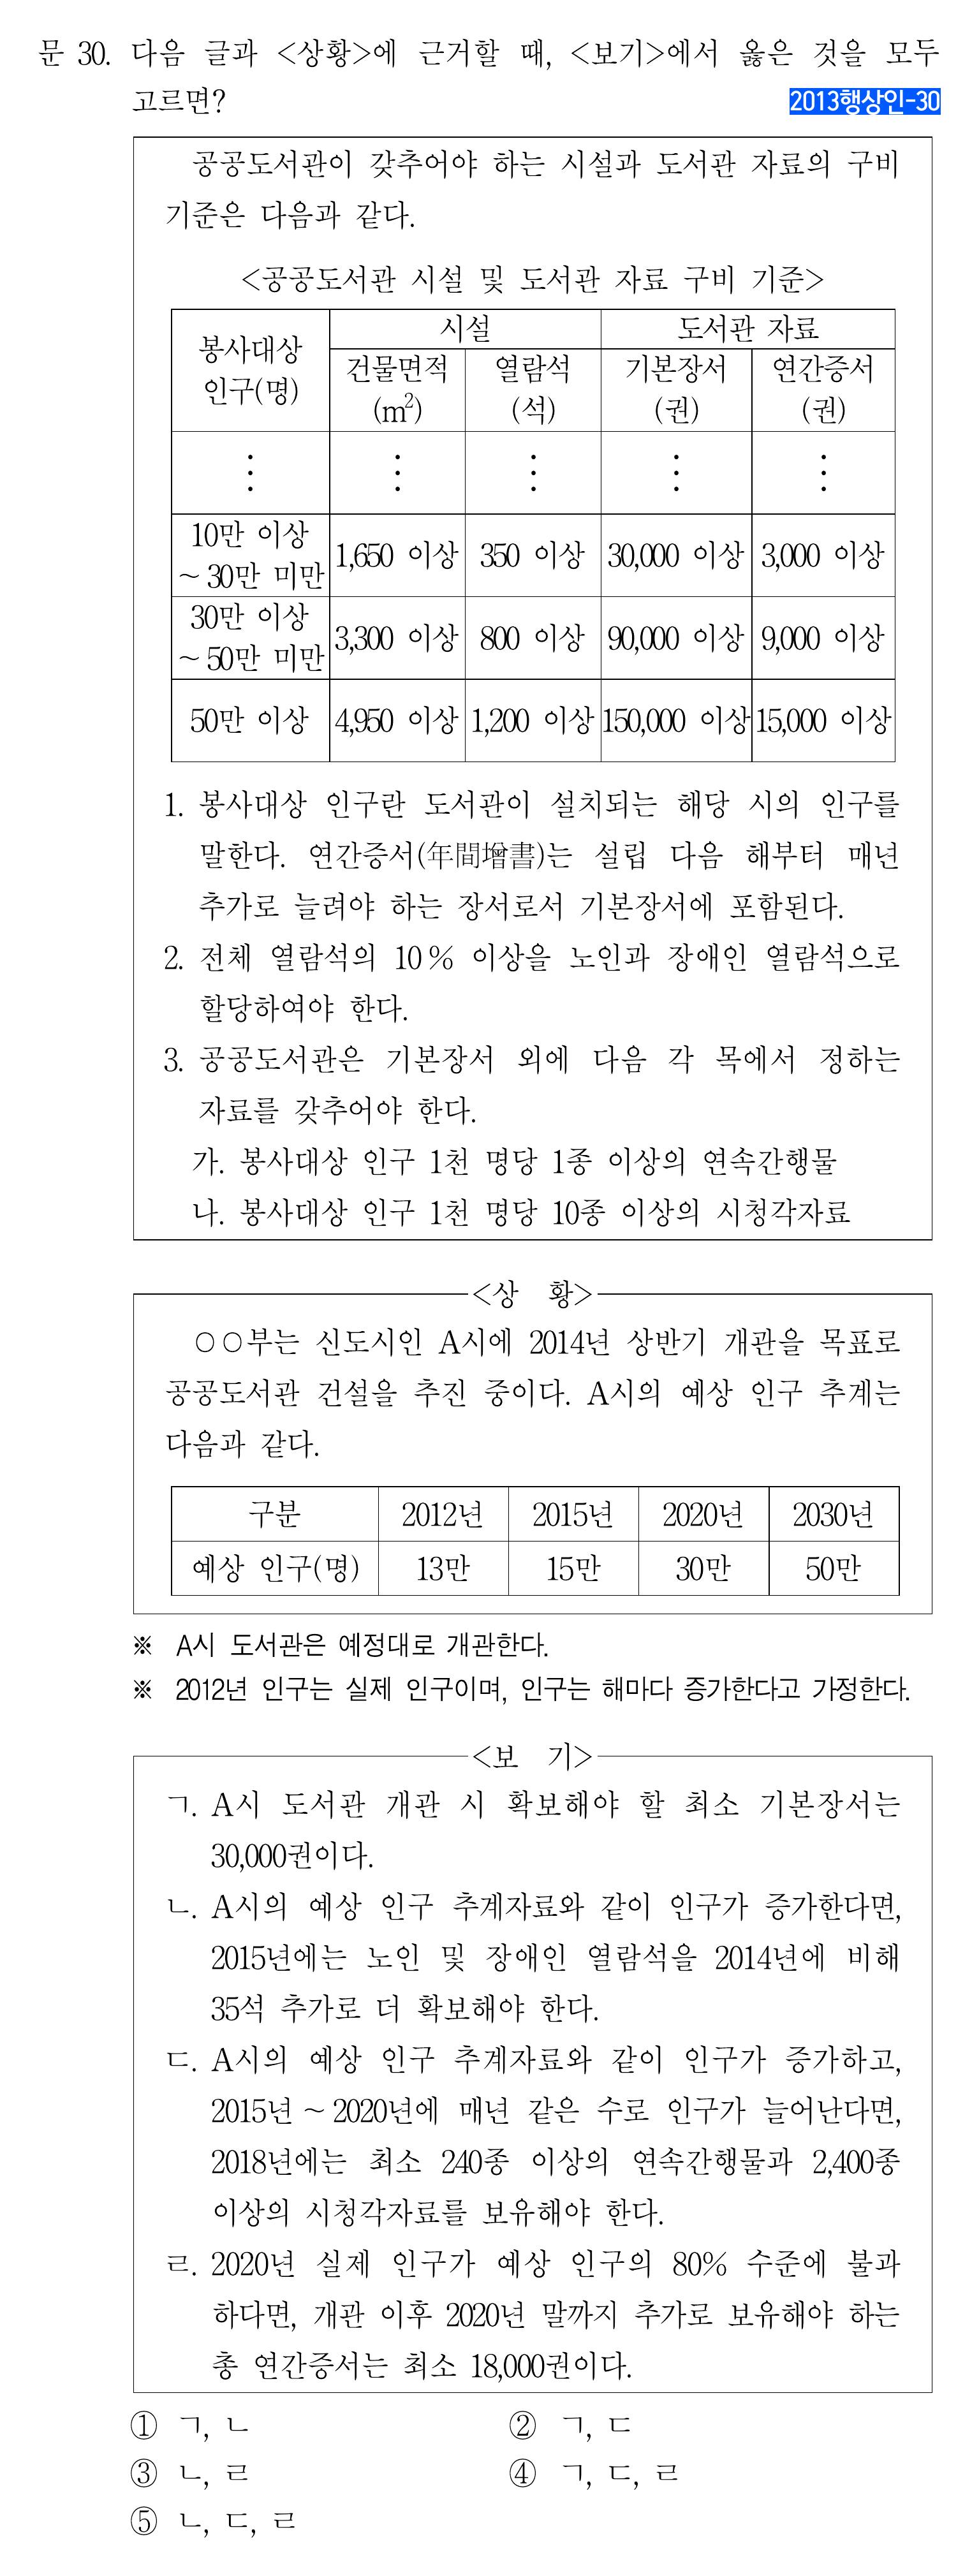 문 30. 다음 글과 <상황>에 근거할 때, <보기>에서 옳은 것을 모두
고르면?
2013행상인-30
공공도서관이 갖추어야 하는 시설과 도서관 자료의 구비
기준은 다음과 같다.
<공공도서관 시설 및 도서관 자료 구비 기준>
봉사대상 인구(명) 시설 도서관 자료
건물면적 (m²) 열람석 (석) 기본장서 (권) 연간증서 (권)
⋮ ⋮ ⋮ ⋮ ⋮
10만 이상 ~30만 미만 1,650 이상 350 이상 30,000 이상 3,000 이상
30만 이상 ~50만 미만 3,300 이상 800 이상 90,000 이상 9,000 이상
50만 이상 4,950 이상 1,200 이상 150,000 이상 15,000 이상
1. 봉사대상 인구란 도서관이 설치되는 해당 시의 인구를
말한다. 연간증서(年間增書)는 설립 다음 해부터 매년
추가로 늘려야 하는 장서로서 기본장서에 포함된다.
2. 전체 열람석의 10% 이상을 노인과 장애인 열람석으로
할당하여야 한다.
3. 공공도서관은 기본장서 외에 다음 각 목에서 정하는
자료를 갖추어야 한다.
가. 봉사대상 인구 1천 명당 1종 이상의 연속간행물
나. 봉사대상 인구 1천 명당 10종 이상의 시청각자료
<상 황>
○○부는 신도시인 A시에 2014년 상반기 개관을 목표로
공공도서관 건설을 추진 중이다. A시의 예상 인구 추계는
다음과 같다.
구분 2012년 2015년 2020년 2030년
예상 인구(명) 13만 15만 30만 50만
※ A시 도서관은 예정대로 개관한다.
※ 2012년 인구는 실제 인구이며, 인구는 해마다 증가한다고 가정한다.
<보 기>
ㄱ. A시 도서관 개관 시 확보해야 할 최소 기본장서는
30,000권이다.
ㄴ. A시의 예상 인구 추계자료와 같이 인구가 증가한다면,
2015년에는 노인 및 장애인 열람석을 2014년에 비해
35석 추가로 더 확보해야 한다.
ㄷ. A시의 예상 인구 추계자료와 같이 인구가 증가하고,
2015년~2020년에 매년 같은 수로 인구가 늘어난다면,
2018년에는 최소 240종 이상의 연속간행물과 2,400종
이상의 시청각자료를 보유해야 한다.
ㄹ. 2020년 실제 인구가 예상 인구의 80% 수준에 불과
하다면, 개관 이후 2020년 말까지 추가로 보유해야 하는
총 연간증서는 최소 18,000권이다.
① ㄱ, ㄴ ② ㄱ, ㄷ
③ ㄴ, ㄹ ④ ㄱ, ㄷ, ㄹ
⑤ ㄴ, ㄷ, ㄹ